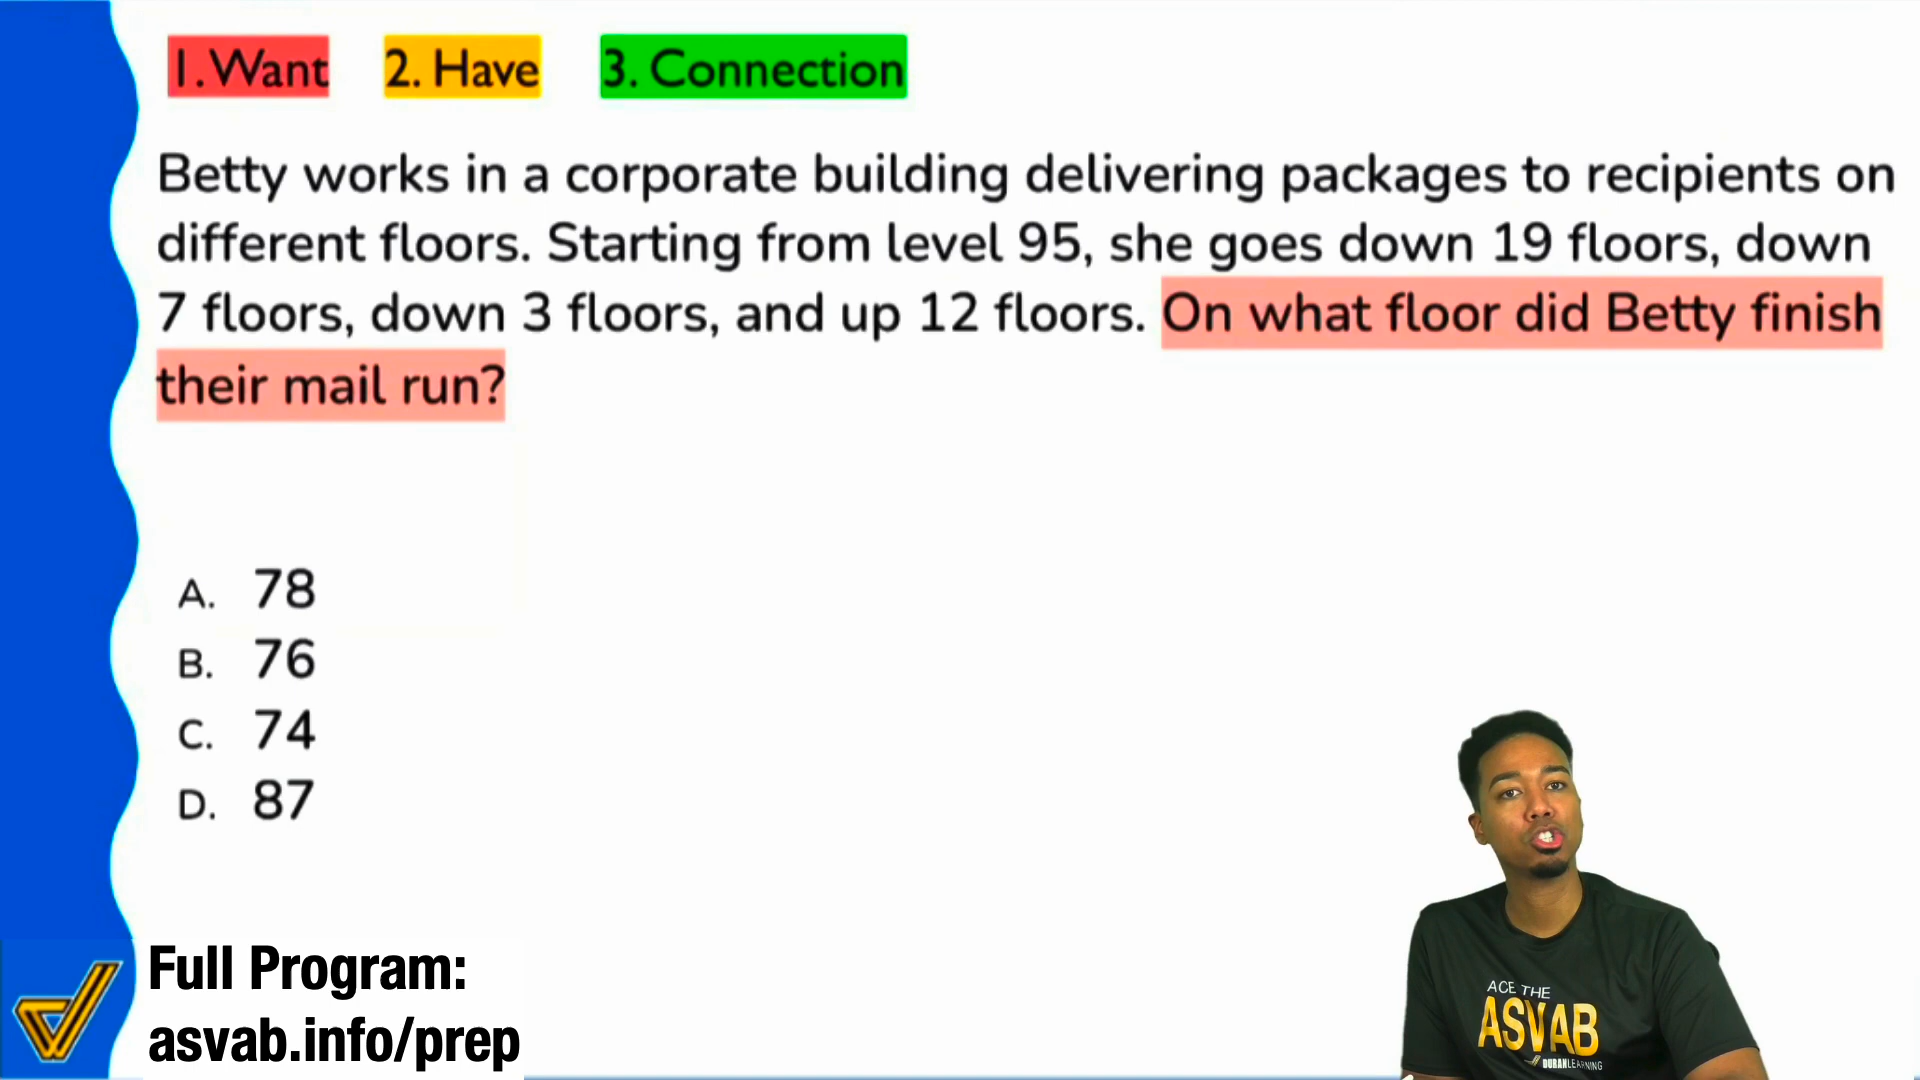 1. Want 2. Have 3. Connection
Betty works in a corporate building delivering packages to recipients on
different floors. Starting from level 95, she goes down 19 floors, down
7 floors, down 3 floors, and up 12 floors. On what floor did Betty finish
their mail run?
A. 78
B. 76
C. 74
D. 87
Full Program:
asvab.info/prep
ACE THE
ASVAB
DURANLEARNING